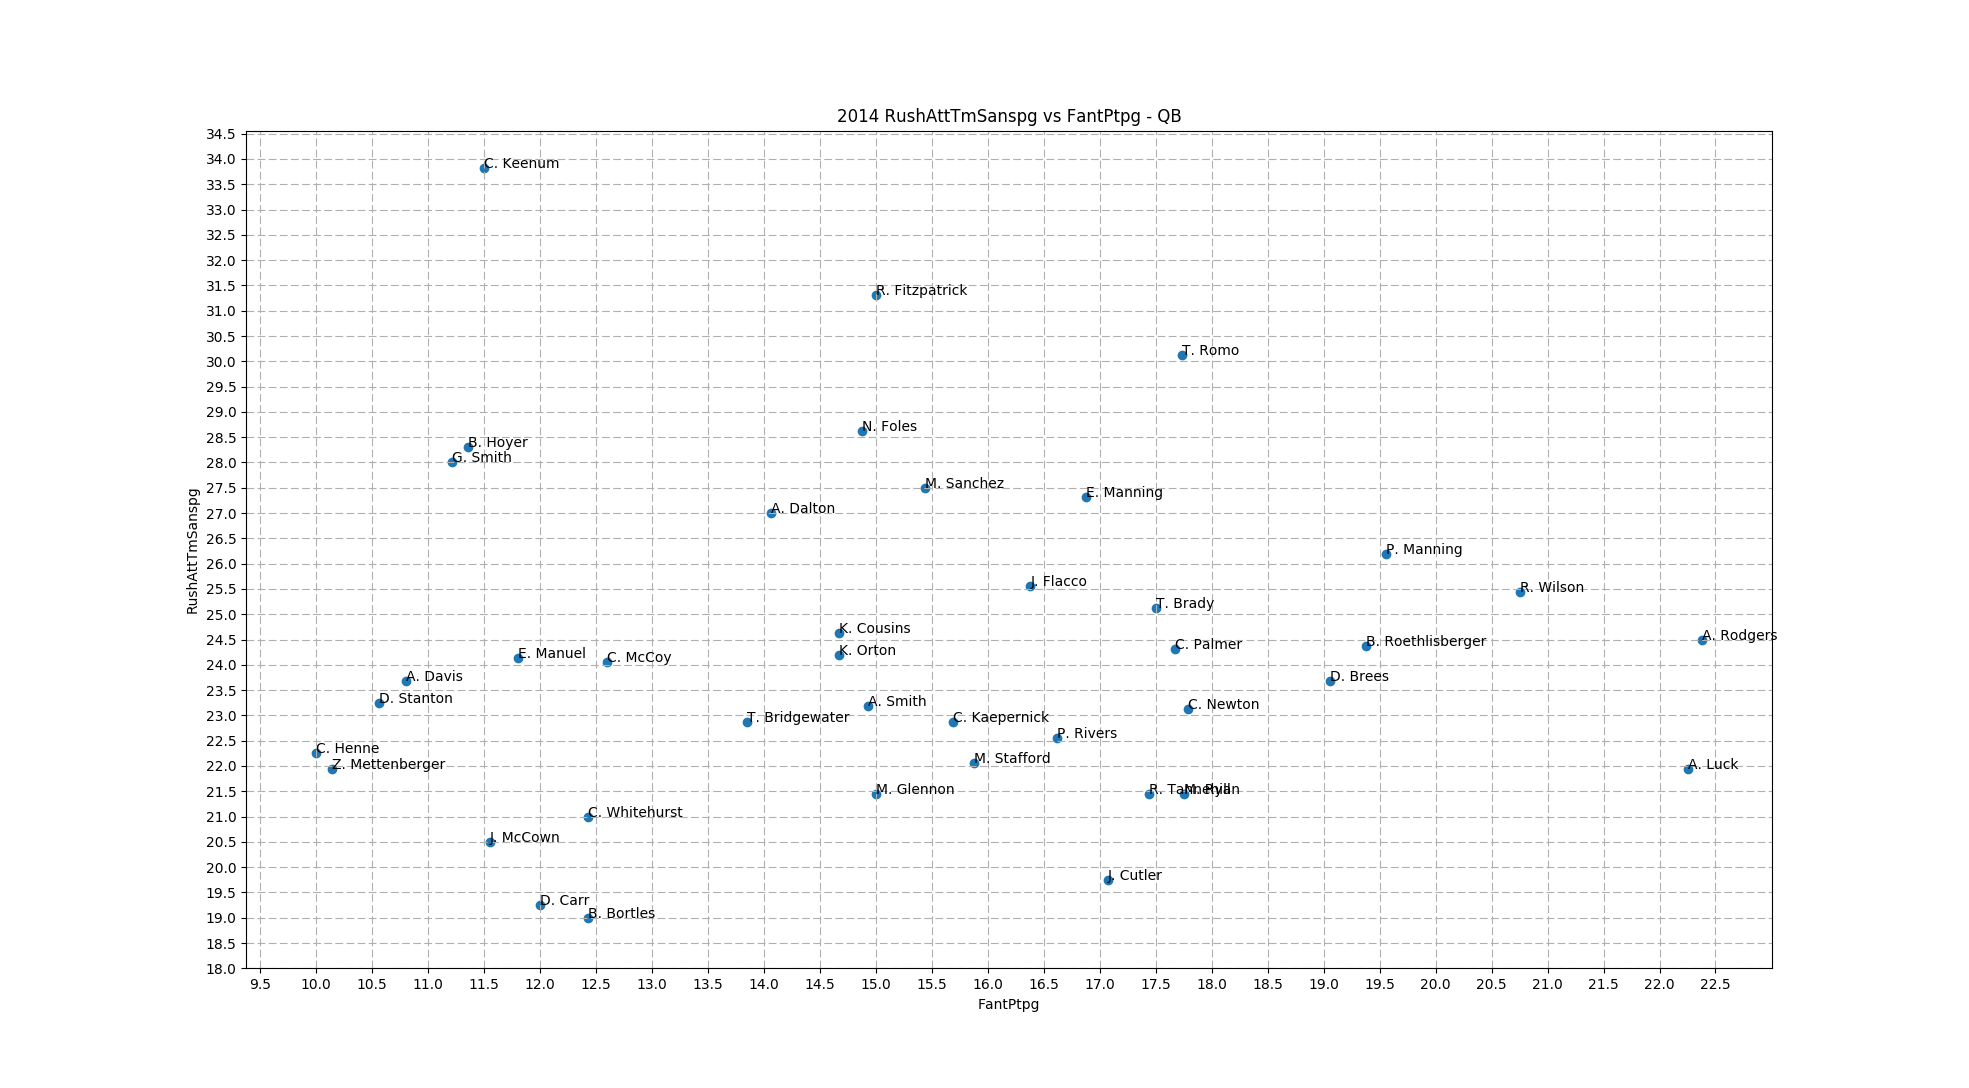 2014 RushAttTmSanspg vs FantPtpg - QB
34.5
34.0
33.5
33.0
32.5
32.0
31.5
31.0
30.5
30.0
29.5
29.0
28.5
28.0
27.5
27.0
26.5
26.0
25.5
25.0
24.5
24.0
23.5
23.0
22.5
22.0
21.5
21.0
20.5
20.0
19.5
19.0
18.5
18.0
RushAttTmSanspg
C. Keenum
R. Fitzpatrick
T. Romo
N. Foles
B. Hoyer
G. Smith
M. Sanchez
E. Manning
A. Dalton
P. Manning
J. Flacco
R. Wilson
T. Brady
K. Cousins
A. Rodgers
B. Roethlisberger
C. Palmer
K. Orton
E. Manuel
C. McCoy
A. Davis
D. Brees
D. Stanton
A. Smith
C. Newton
T. Bridgewater
C. Kaepernick
P. Rivers
C. Henne
M. Stafford
Z. Mettenberger
A. Luck
M. Glennon
R. Tannehill
M. Ryan
C. Whitehurst
J. McCown
J. Cutler
D. Carr
B. Bortles
9.5 10.0 10.5 11.0 11.5 12.0 12.5 13.0 13.5 14.0 14.5 15.0 15.5 16.0 16.5 17.0 17.5 18.0 18.5 19.0 19.5 20.0 20.5 21.0 21.5 22.0 22.5
FantPtpg